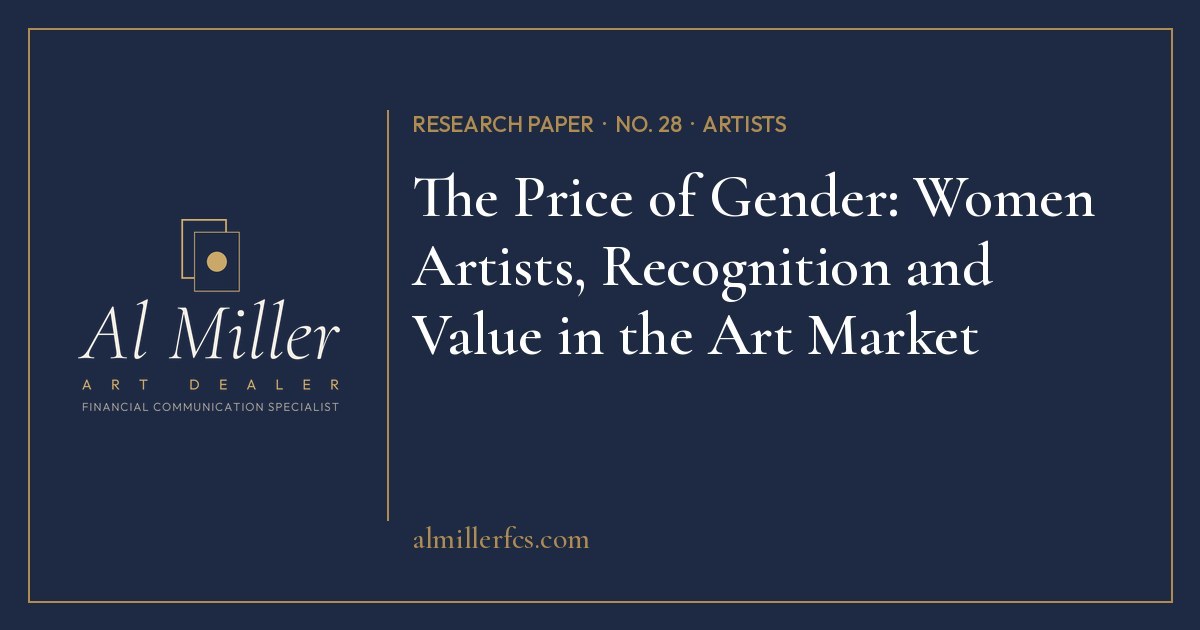 RESEARCH PAPER · NO. 28 · ARTISTS
The Price of Gender: Women
Artists, Recognition and
Value in the Art Market
Al Miller
ART DEALER
FINANCIAL COMMUNICATION SPECIALIST
almillerfcs.com